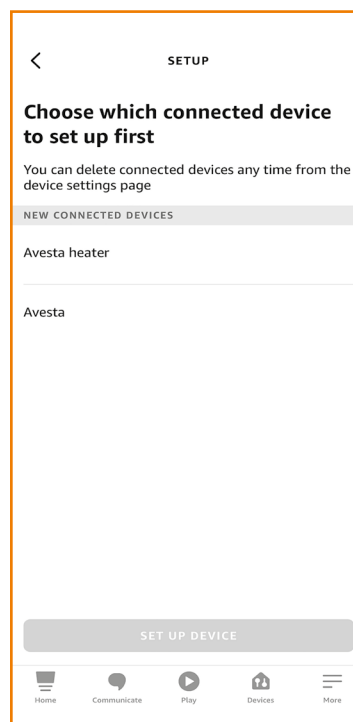 SETUP
Choose which connected device
to set up first
You can delete connected devices any time from the
device settings page
NEW CONNECTED DEVICES
Avesta heater
Avesta
SET UP DEVICE
Home Communicate Play Devices More